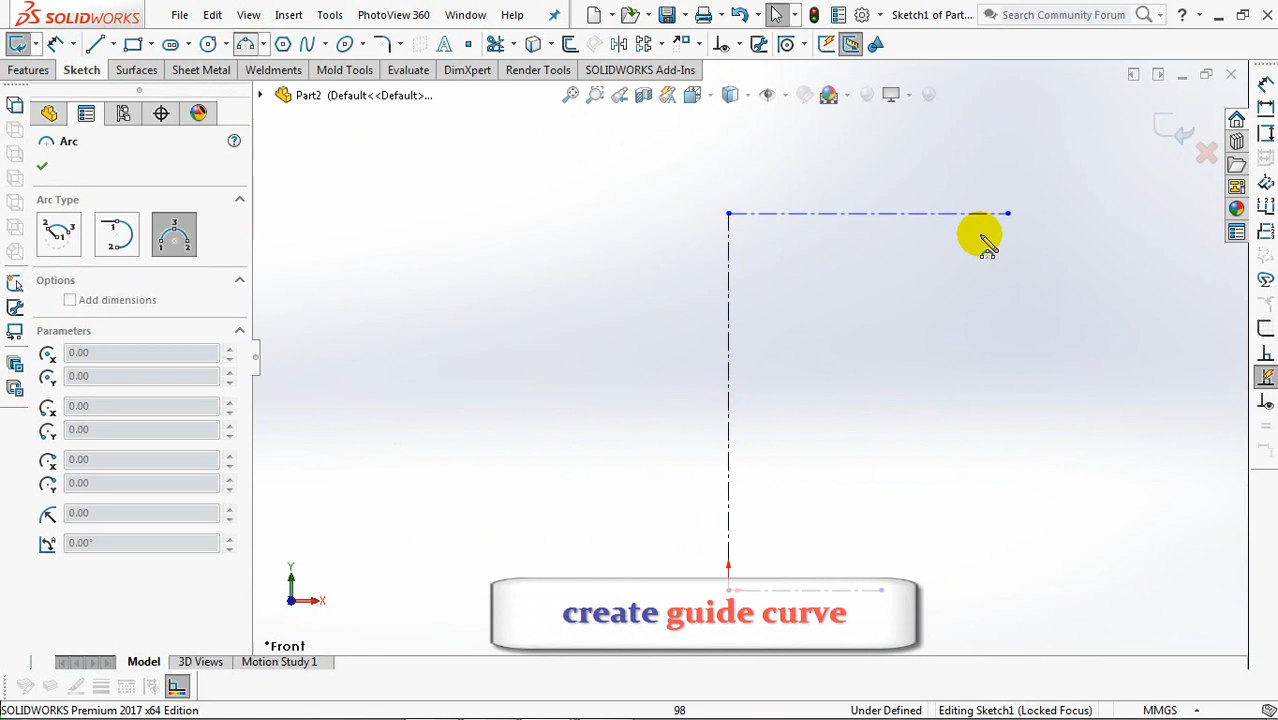 SOLIDWORKS
File Edit View Insert Tools PhotoView 360 Window Help
Sketch1 of Part...
Search Community Forum
Features Sketch Surfaces Sheet Metal Weldments Mold Tools Evaluate DimXpert Render Tools SOLIDWORKS Add-Ins
Part2 (Default<<Default>...
Arc
Arc Type
Options
Add dimensions
Parameters
0.00
0.00
0.00
0.00
0.00
0.00
0.00
0.00°
Y
X
*Front
create guide curve
Model 3D Views Motion Study 1
SOLIDWORKS Premium 2017 x64 Edition
98
Under Defined
Editing Sketch1 (Locked Focus)
MMGS